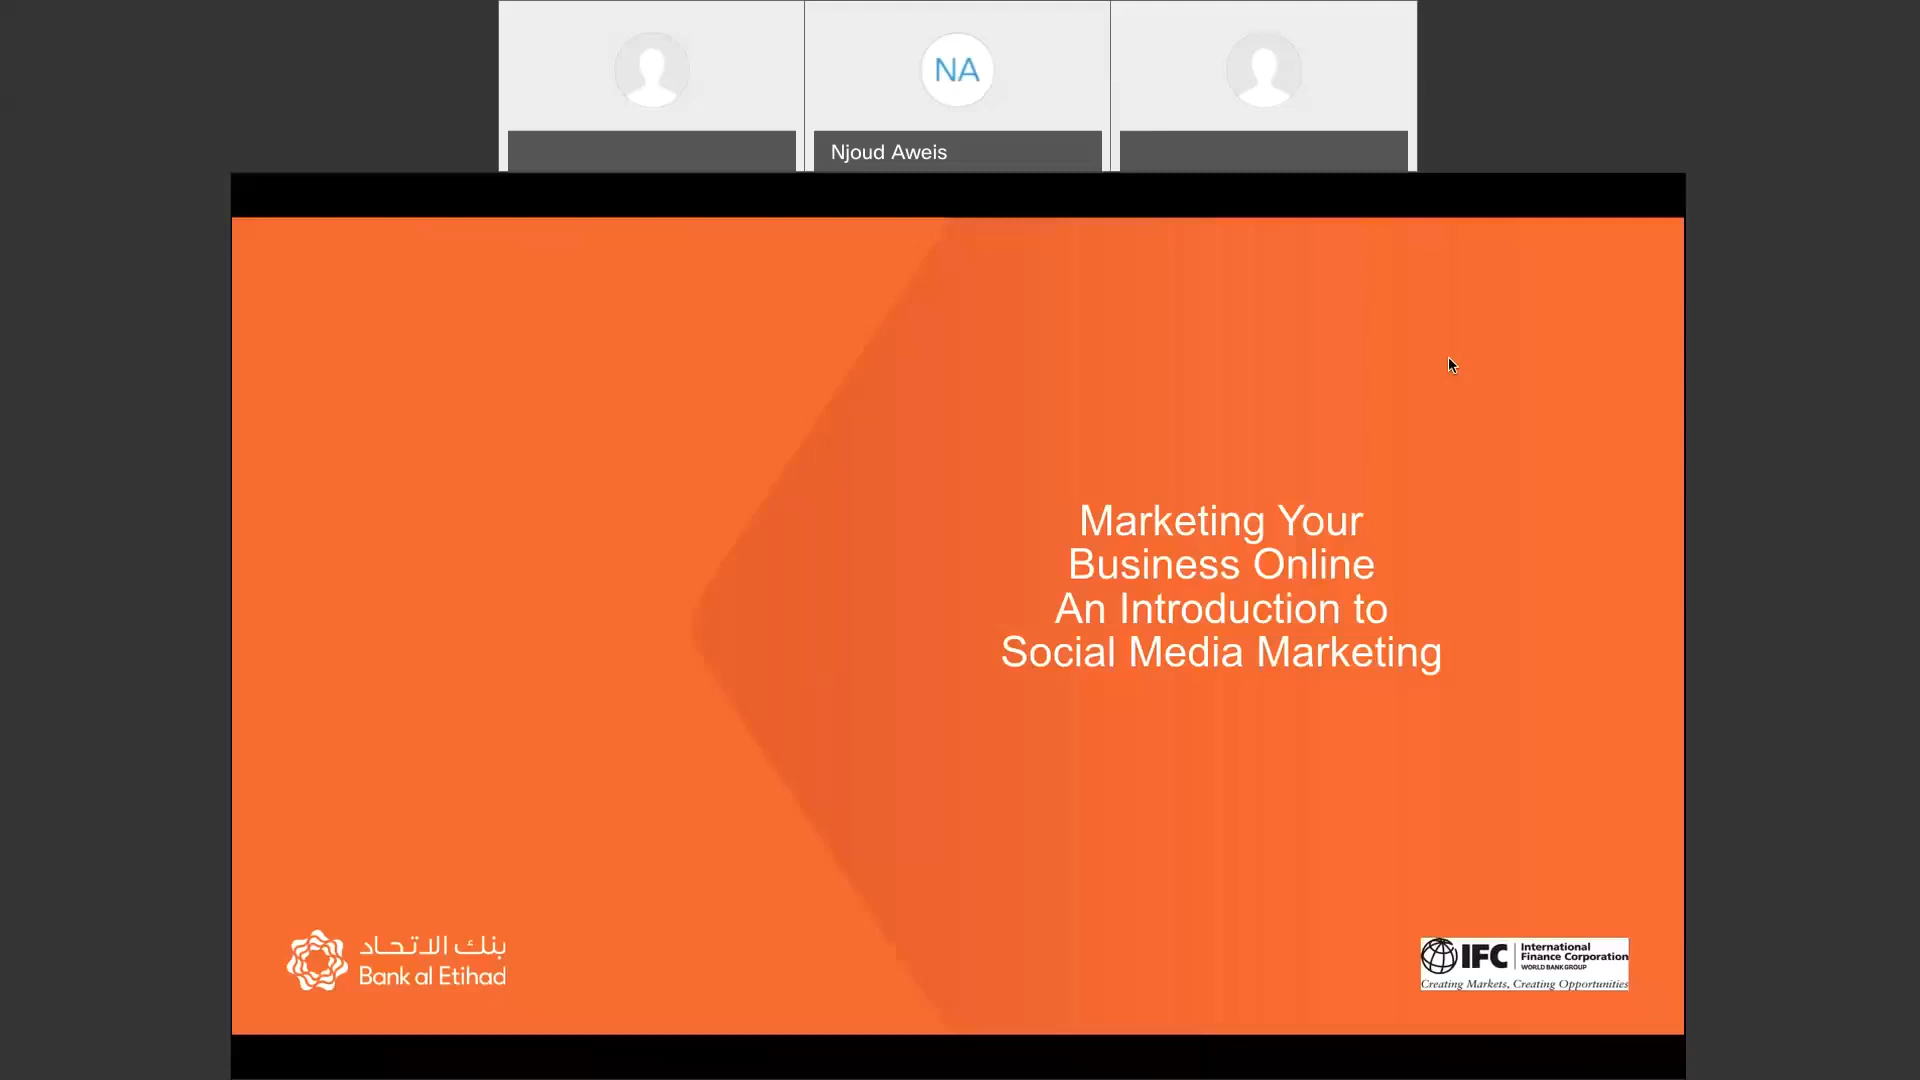 NA
Njoud Aweis
Marketing Your
Business Online
An Introduction to
Social Media Marketing
بنك الاتحاد
Bank al Etihad
IFC
International
Finance Corporation
WORLD BANK GROUP
Creating Markets, Creating Opportunities